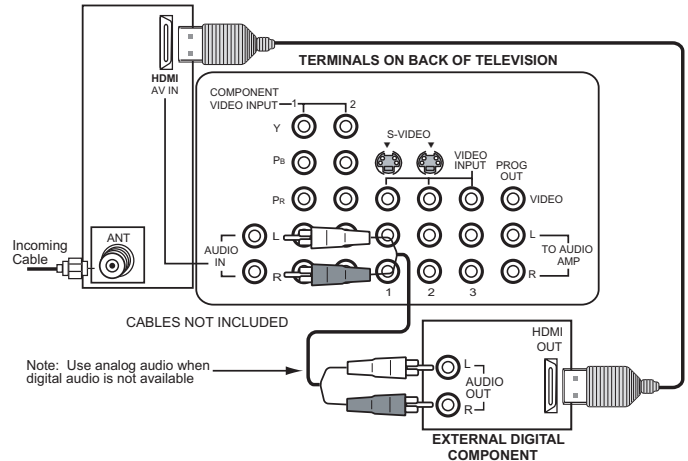 TERMINALS ON BACK OF TELEVISION
HDMI
AV IN
COMPONENT
VIDEO INPUT
1
2
Y
S-VIDEO
PB
VIDEO
INPUT
PROG
OUT
PR
VIDEO
ANT
Incoming
Cable
AUDIO
IN
L
R
L
R
TO AUDIO
AMP
1
2
3
CABLES NOT INCLUDED
HDMI
OUT
Note: Use analog audio when
digital audio is not available
L
AUDIO
OUT
R
EXTERNAL DIGITAL
COMPONENT